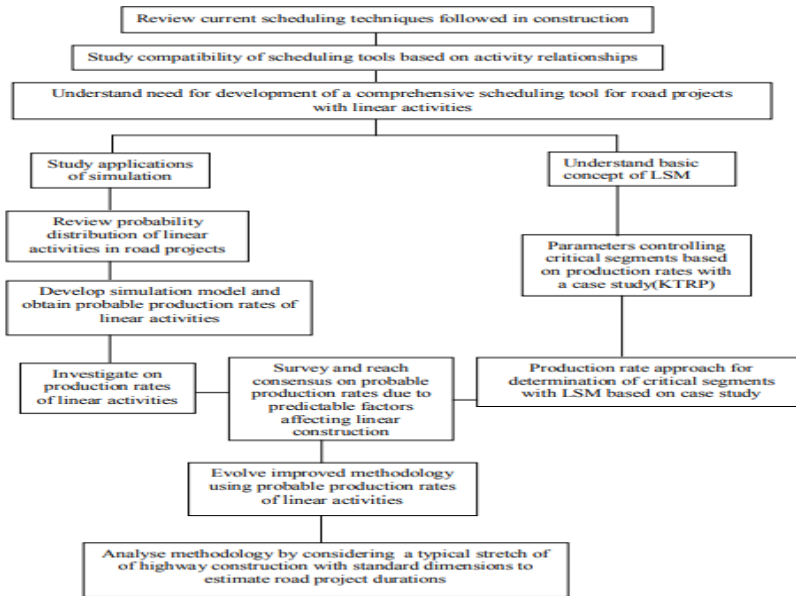 Review current scheduling techniques followed in construction
Study compatibility of scheduling tools based on activity relationships
Understand need for development of a comprehensive scheduling tool for road projects
with linear activities
Study applications
of simulation
Understand basic
concept of LSM
Review probability
distribution of linear
activities in road projects
Parameters controlling
critical segments based
on production rates with
a case study(KTRP)
Develop simulation model and
obtain probable production rates of
linear activities
Investigate on
production rates
of linear activities
Survey and reach
consensus on probable
production rates due to
predictable factors
affecting linear
construction
Production rate approach for
determination of critical segments
with LSM based on case study
Evolve improved methodology
using probable production rates
of linear activities
Analyse methodology by considering a typical stretch of
of highway construction with standard dimensions to
estimate road project durations